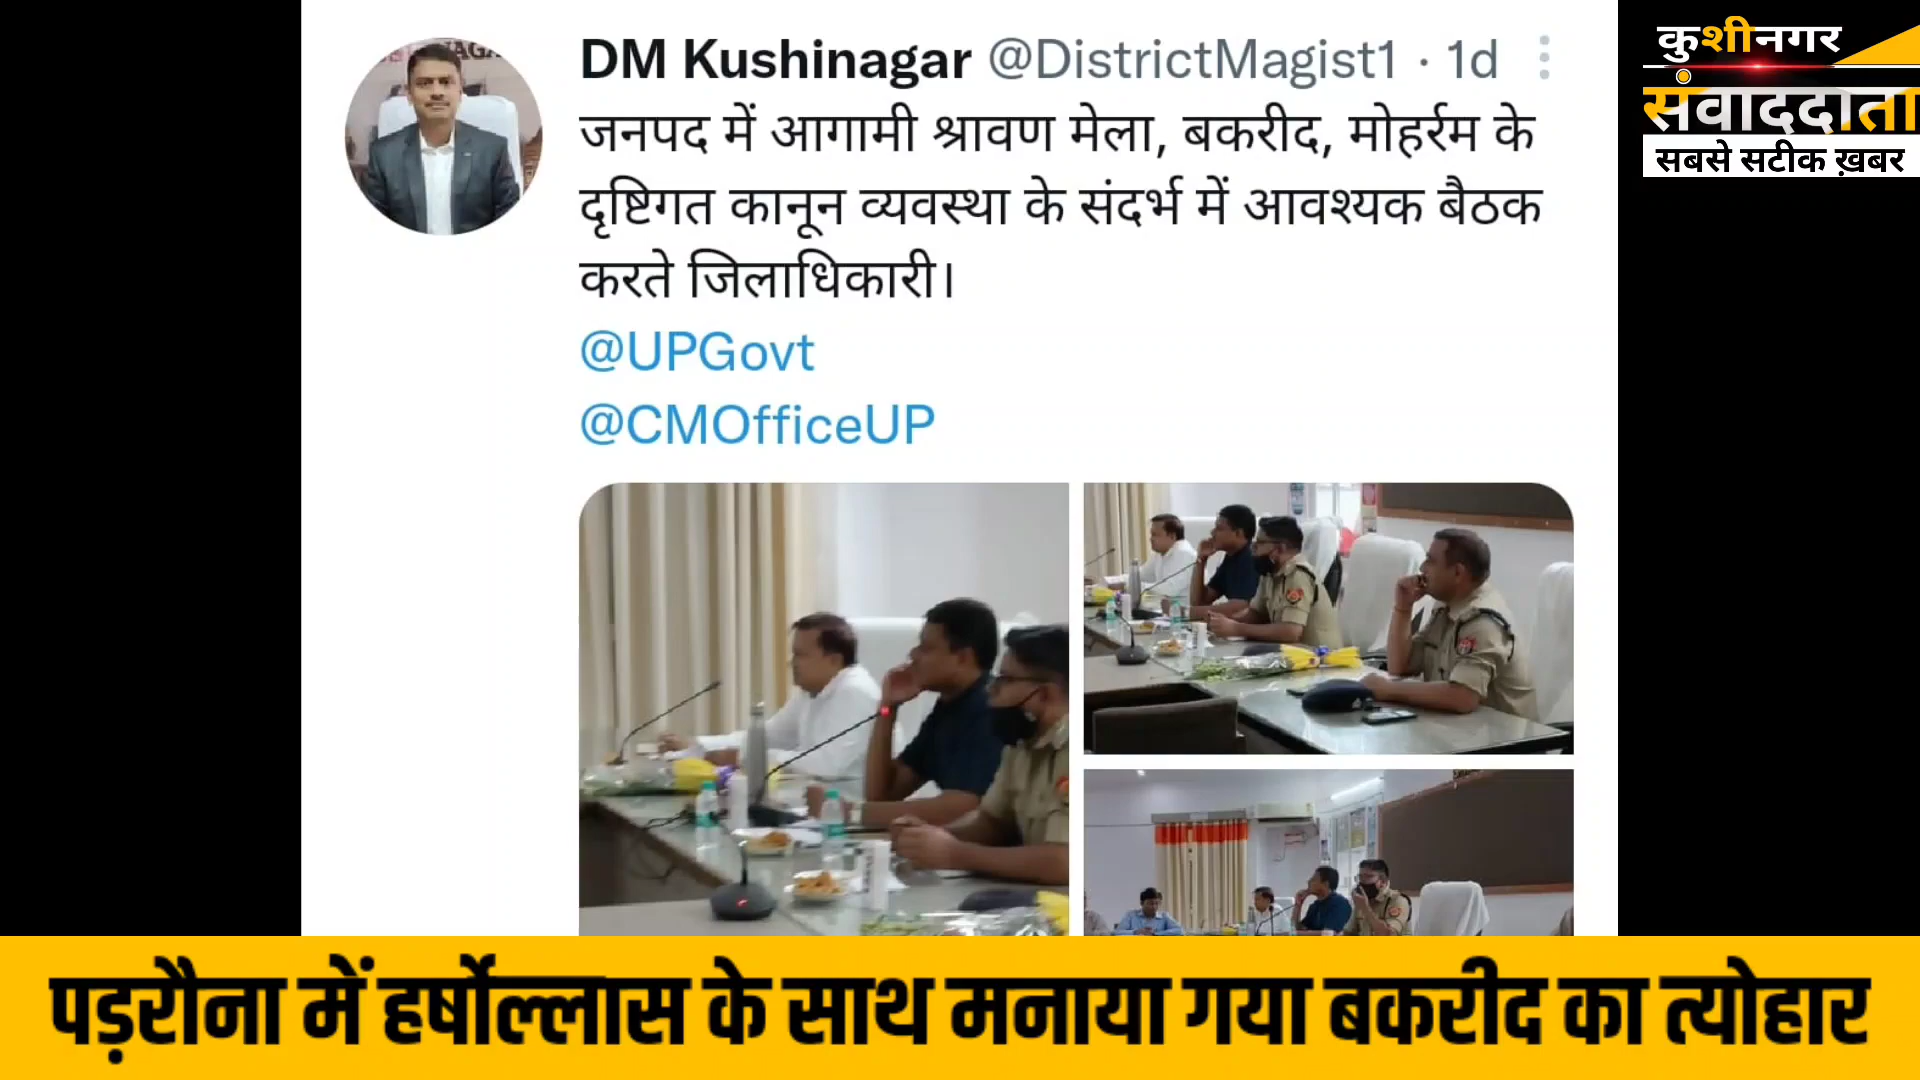 DM Kushinagar @DistrictMagist1 · 1d
जनपद में आगामी श्रावण मेला, बकरीद, मोहर्रम के
दृष्टिगत कानून व्यवस्था के संदर्भ में आवश्यक बैठक
करते जिलाधिकारी।
@UPGovt
@CMOfficeUP
कुशीनगर
संवाददाता
सबसे सटीक ख़बर
पड़रौना में हर्षोल्लास के साथ मनाया गया बकरीद का त्योहार